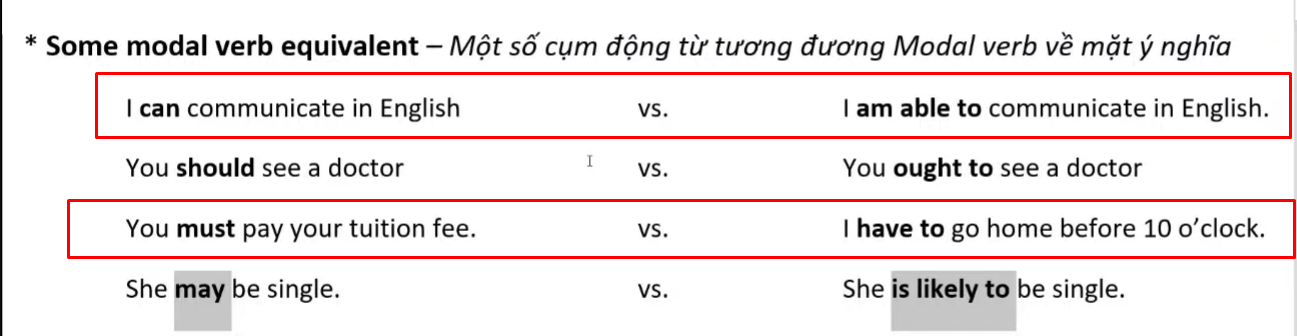 * Some modal verb equivalent – Một số cụm động từ tương đương Modal verb về mặt ý nghĩa
I can communicate in English vs. I am able to communicate in English.
You should see a doctor vs. You ought to see a doctor
You must pay your tuition fee. vs. I have to go home before 10 o’clock.
She may be single. vs. She is likely to be single.